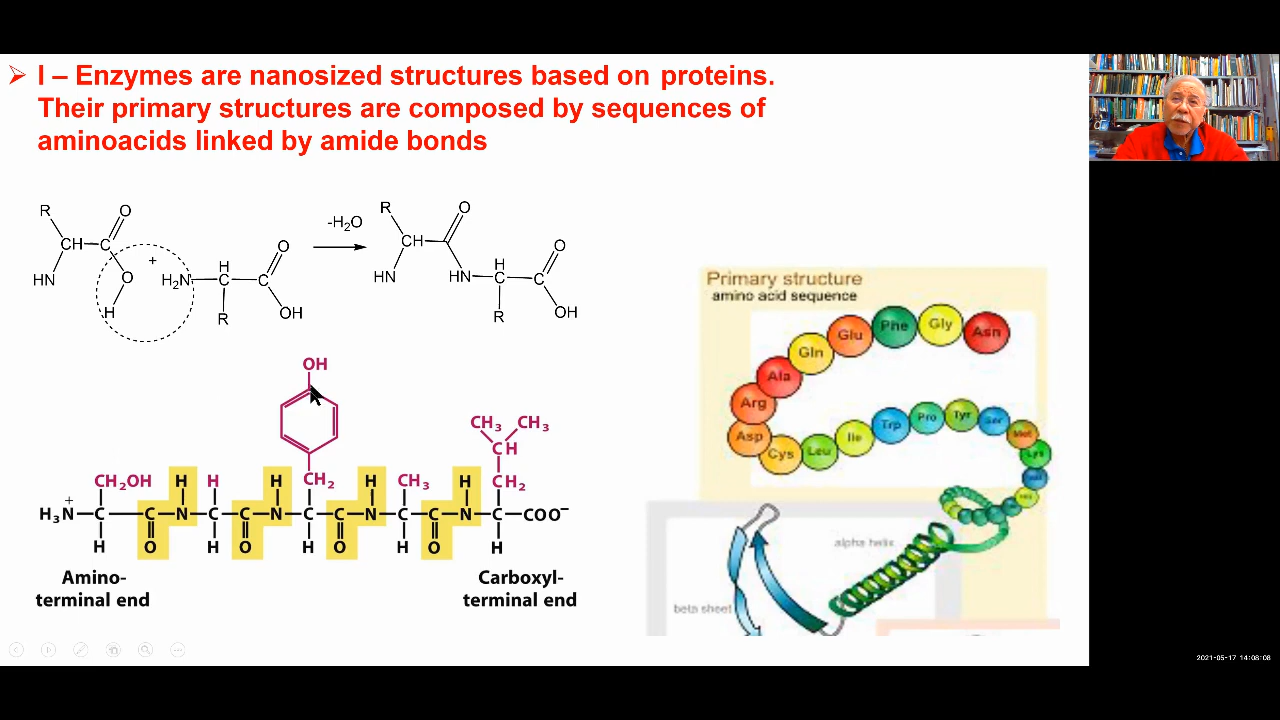 ➢ I – Enzymes are nanosized structures based on proteins.
Their primary structures are composed by sequences of
aminoacids linked by amide bonds
R O
CH C
+
HN O H2N H C C O
H R OH
-H2O
R O
CH
HN HN H C C O
R OH
OH
CH3 CH3
CH
CH2OH H H H CH2 H CH3 H CH2
+
H3N–C–C–N–C–C–N–C–C–N–C–C–N–C–COO−
H O H O H O H O H
Amino-
terminal end
Carboxyl-
terminal end
Primary structure
amino acid sequence
Asn
Gly
Phe
Glu
Gln
Ala
Arg
Asp
Cys
Leu
Ile
Trp
Pro
Tyr
Ser
Met
Lys
alpha helix
beta sheet
2021-05-17 14:08:08